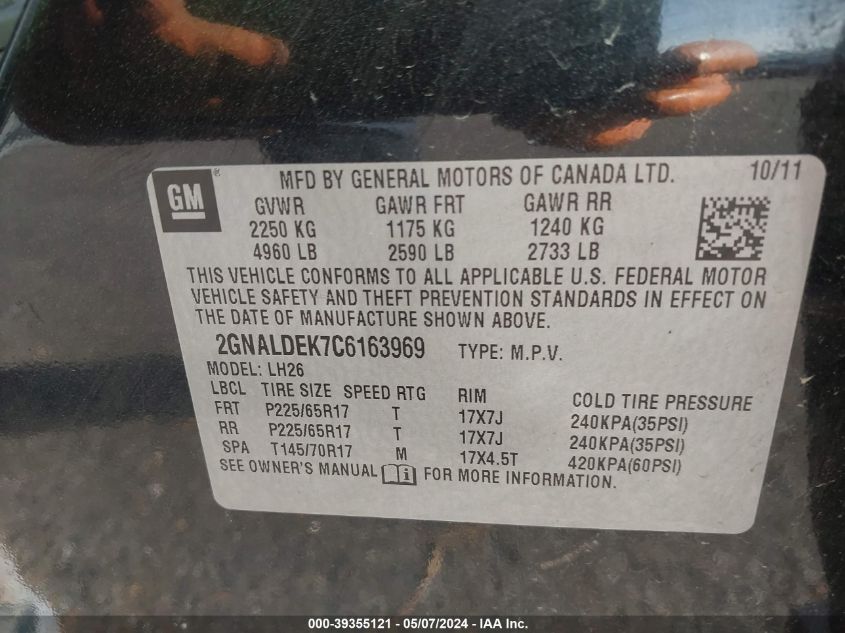 GM ® MFD BY GENERAL MOTORS OF CANADA LTD. 10/11
GVWR GAWR FRT GAWR RR
2250 KG 1175 KG 1240 KG
4960 LB 2590 LB 2733 LB
THIS VEHICLE CONFORMS TO ALL APPLICABLE U.S. FEDERAL MOTOR
VEHICLE SAFETY AND THEFT PREVENTION STANDARDS IN EFFECT ON
THE DATE OF MANUFACTURE SHOWN ABOVE.
2GNALDEK7C6163969 TYPE: M.P.V.
MODEL: LH26
LBCL TIRE SIZE SPEED RTG RIM COLD TIRE PRESSURE
FRT P225/65R17 T 17X7J 240KPA(35PSI)
RR P225/65R17 T 17X7J 240KPA(35PSI)
SPA T145/70R17 M 17X4.5T 420KPA(60PSI)
SEE OWNER'S MANUAL FOR MORE INFORMATION.
000-39355121 - 05/07/2024 - IAA Inc.